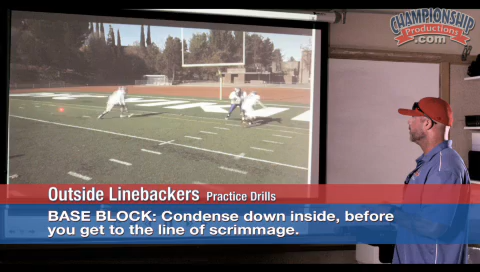 CHAMPIONSHIP
Productions
.com
Outside Linebackers Practice Drills
BASE BLOCK: Condense down inside, before
you get to the line of scrimmage.